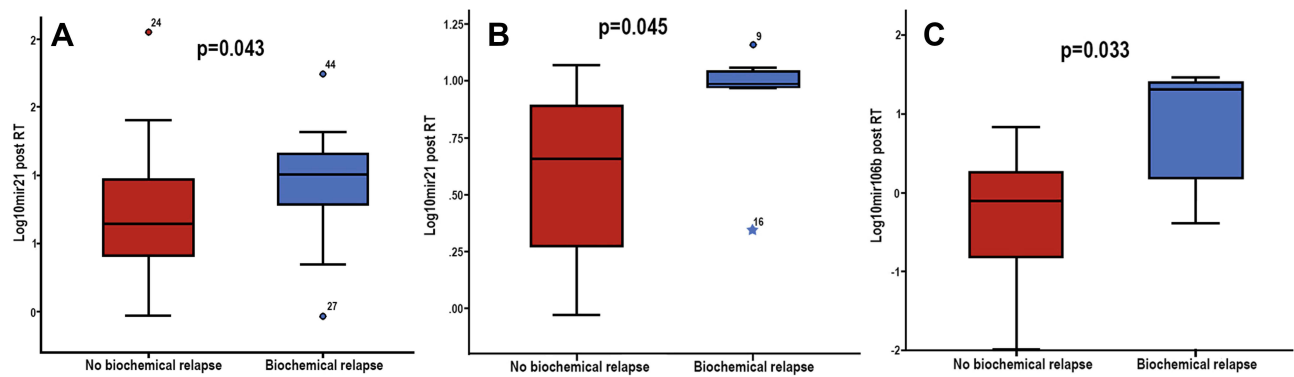 A
p=0.043
24
44
27
2
2
1
1
0
Log10mir21 post RT
No biochemical relapse
Biochemical relapse
B
p=0.045
9
16
1.25
1.00
.75
.50
.25
.00
Log10mir21 post RT
No biochemical relapse
Biochemical relapse
C
p=0.033
2
1
0
-1
-2
Log10mir106b post RT
No biochemical relapse
Biochemical relapse